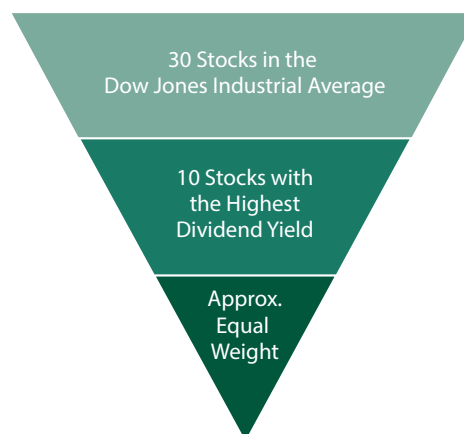 30 Stocks in the
Dow Jones Industrial Average
10 Stocks with
the Highest
Dividend Yield
Approx.
Equal
Weight